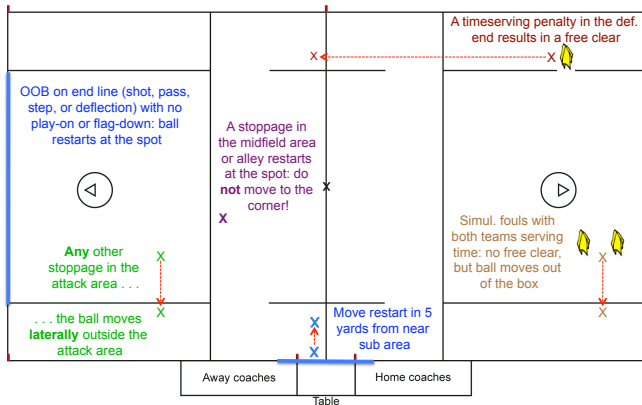 A timeserving penalty in the def.
end results in a free clear
X
X
OOB on end line (shot, pass,
step, or deflection) with no
play-on or flag-down: ball
restarts at the spot
A stoppage in
the midfield area
or alley restarts
at the spot: do
not move to the
corner!
X
X
Simul. fouls with
both teams serving
time: no free clear,
but ball moves out
of the box
X
X
Any other
stoppage in the
attack area . . .
X
X
. . . the ball moves
laterally outside the
attack area
Move restart in 5
yards from near
sub area
X
X
Away coaches
Home coaches
Table